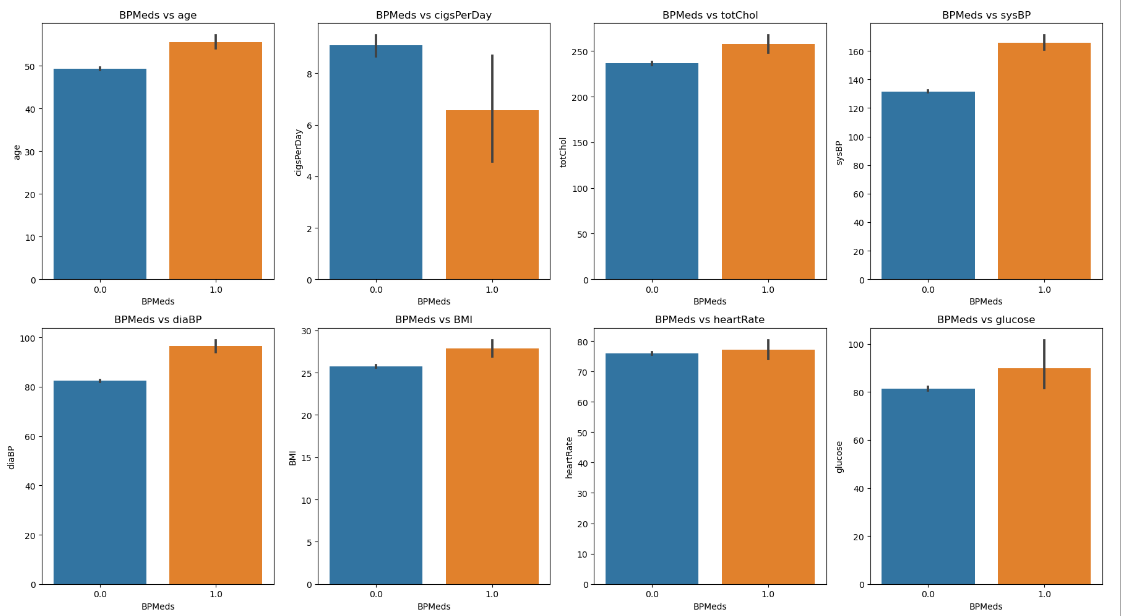 BPMeds vs age
age
50
40
30
20
10
0
0.0
1.0
BPMeds
BPMeds vs cigsPerDay
cigsPerDay
8
6
4
2
0
0.0
1.0
BPMeds
BPMeds vs totChol
totChol
250
200
150
100
50
0
0.0
1.0
BPMeds
BPMeds vs sysBP
sysBP
160
140
120
100
80
60
40
20
0
0.0
1.0
BPMeds
BPMeds vs diaBP
diaBP
100
80
60
40
20
0
0.0
1.0
BPMeds
BPMeds vs BMI
BMI
30
25
20
15
10
5
0
0.0
1.0
BPMeds
BPMeds vs heartRate
heartRate
80
70
60
50
40
30
20
10
0
0.0
1.0
BPMeds
BPMeds vs glucose
glucose
100
80
60
40
20
0
0.0
1.0
BPMeds